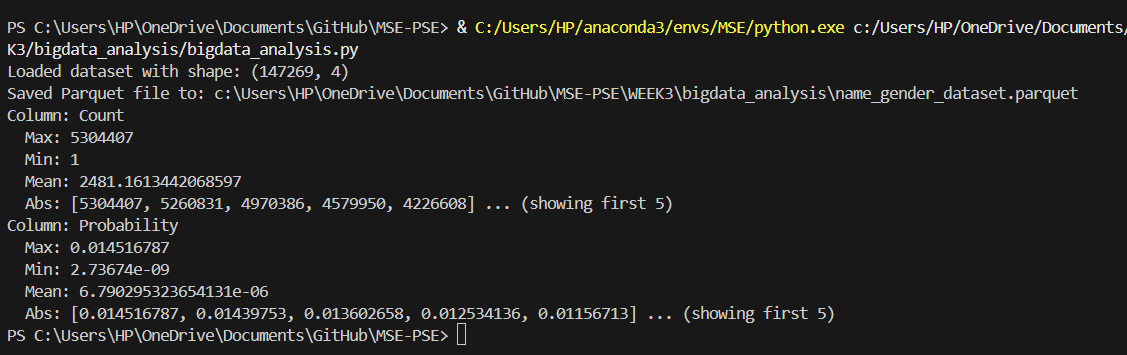 PS C:\Users\HP\OneDrive\Documents\GitHub\MSE-PSE> & C:/Users/HP/anaconda3/envs/MSE/python.exe c:/Users/HP/OneDrive/Documents/
K3/bigdata_analysis/bigdata_analysis.py
Loaded dataset with shape: (147269, 4)
Saved Parquet file to: c:\Users\HP\OneDrive\Documents\GitHub\MSE-PSE\WEEK3\bigdata_analysis\name_gender_dataset.parquet
Column: Count
  Max: 5304407
  Min: 1
  Mean: 2481.1613442068597
  Abs: [5304407, 5260831, 4970386, 4579950, 4226608] ... (showing first 5)
Column: Probability
  Max: 0.014516787
  Min: 2.73674e-09
  Mean: 6.790295323654131e-06
  Abs: [0.014516787, 0.01439753, 0.013602658, 0.012534136, 0.01156713] ... (showing first 5)
PS C:\Users\HP\OneDrive\Documents\GitHub\MSE-PSE>